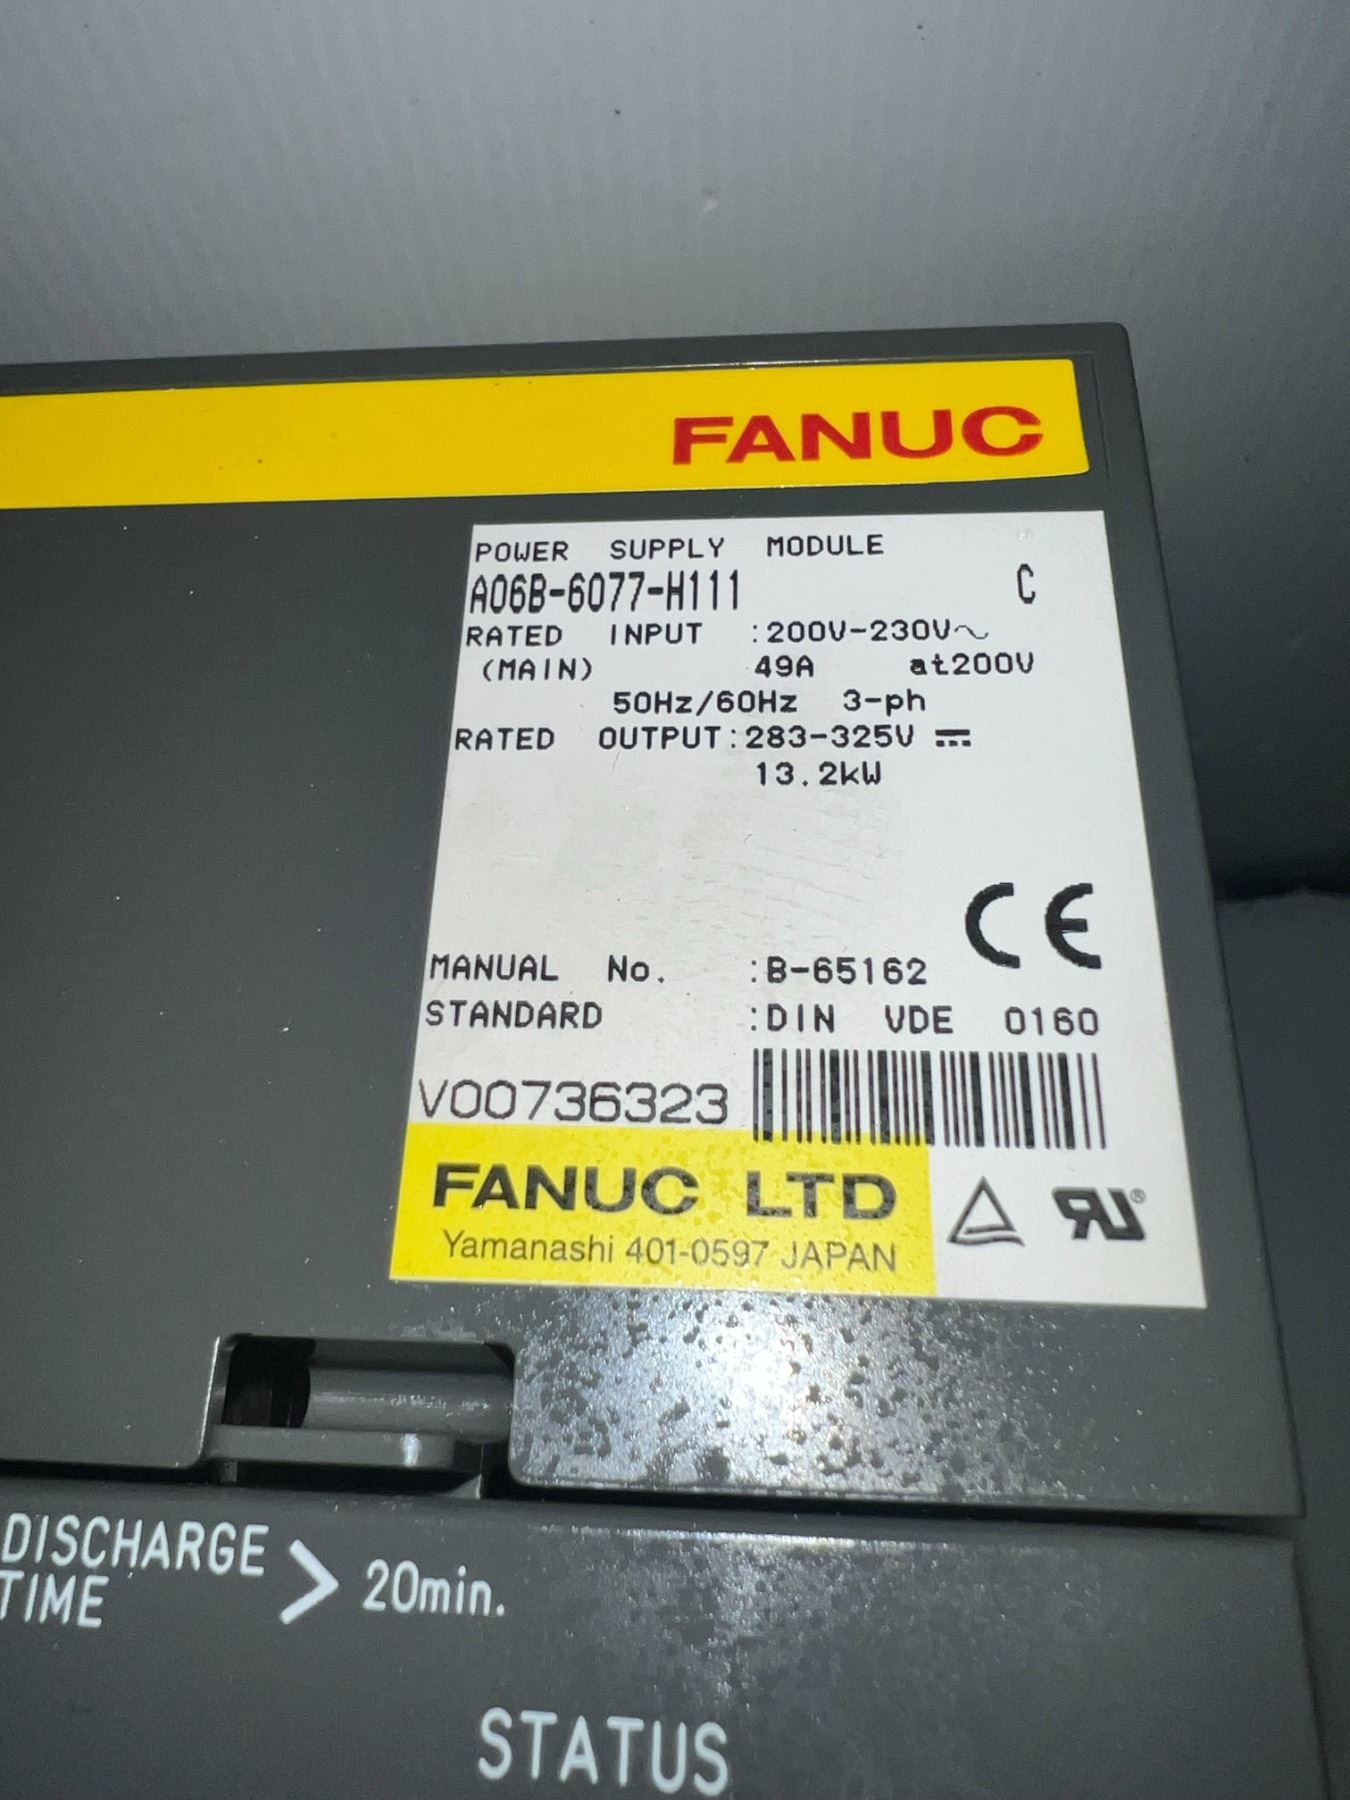 FANUC
POWER SUPPLY MODULE
A06B-6077-H111 C
RATED INPUT :200V-230V~
(MAIN) 49A at200V
50Hz/60Hz 3-ph
RATED OUTPUT:283-325V ⎓
13.2kW
CE
MANUAL No. :B-65162
STANDARD :DIN VDE 0160
V00736323
FANUC LTD
Yamanashi 401-0597 JAPAN
RU®
DISCHARGE
TIME > 20min.
STATUS